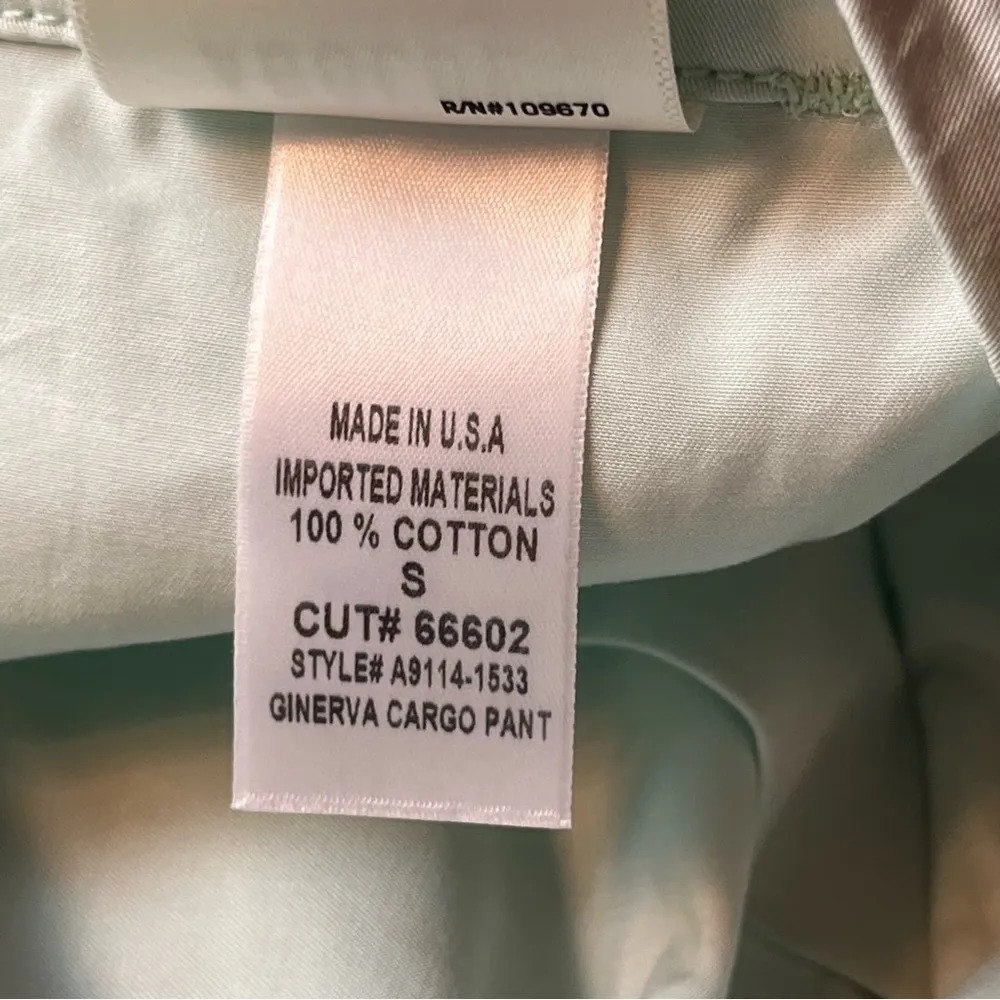 R/N#109670
MADE IN U.S.A
IMPORTED MATERIALS
100 % COTTON
S
CUT# 66602
STYLE# A9114-1533
GINERVA CARGO PANT